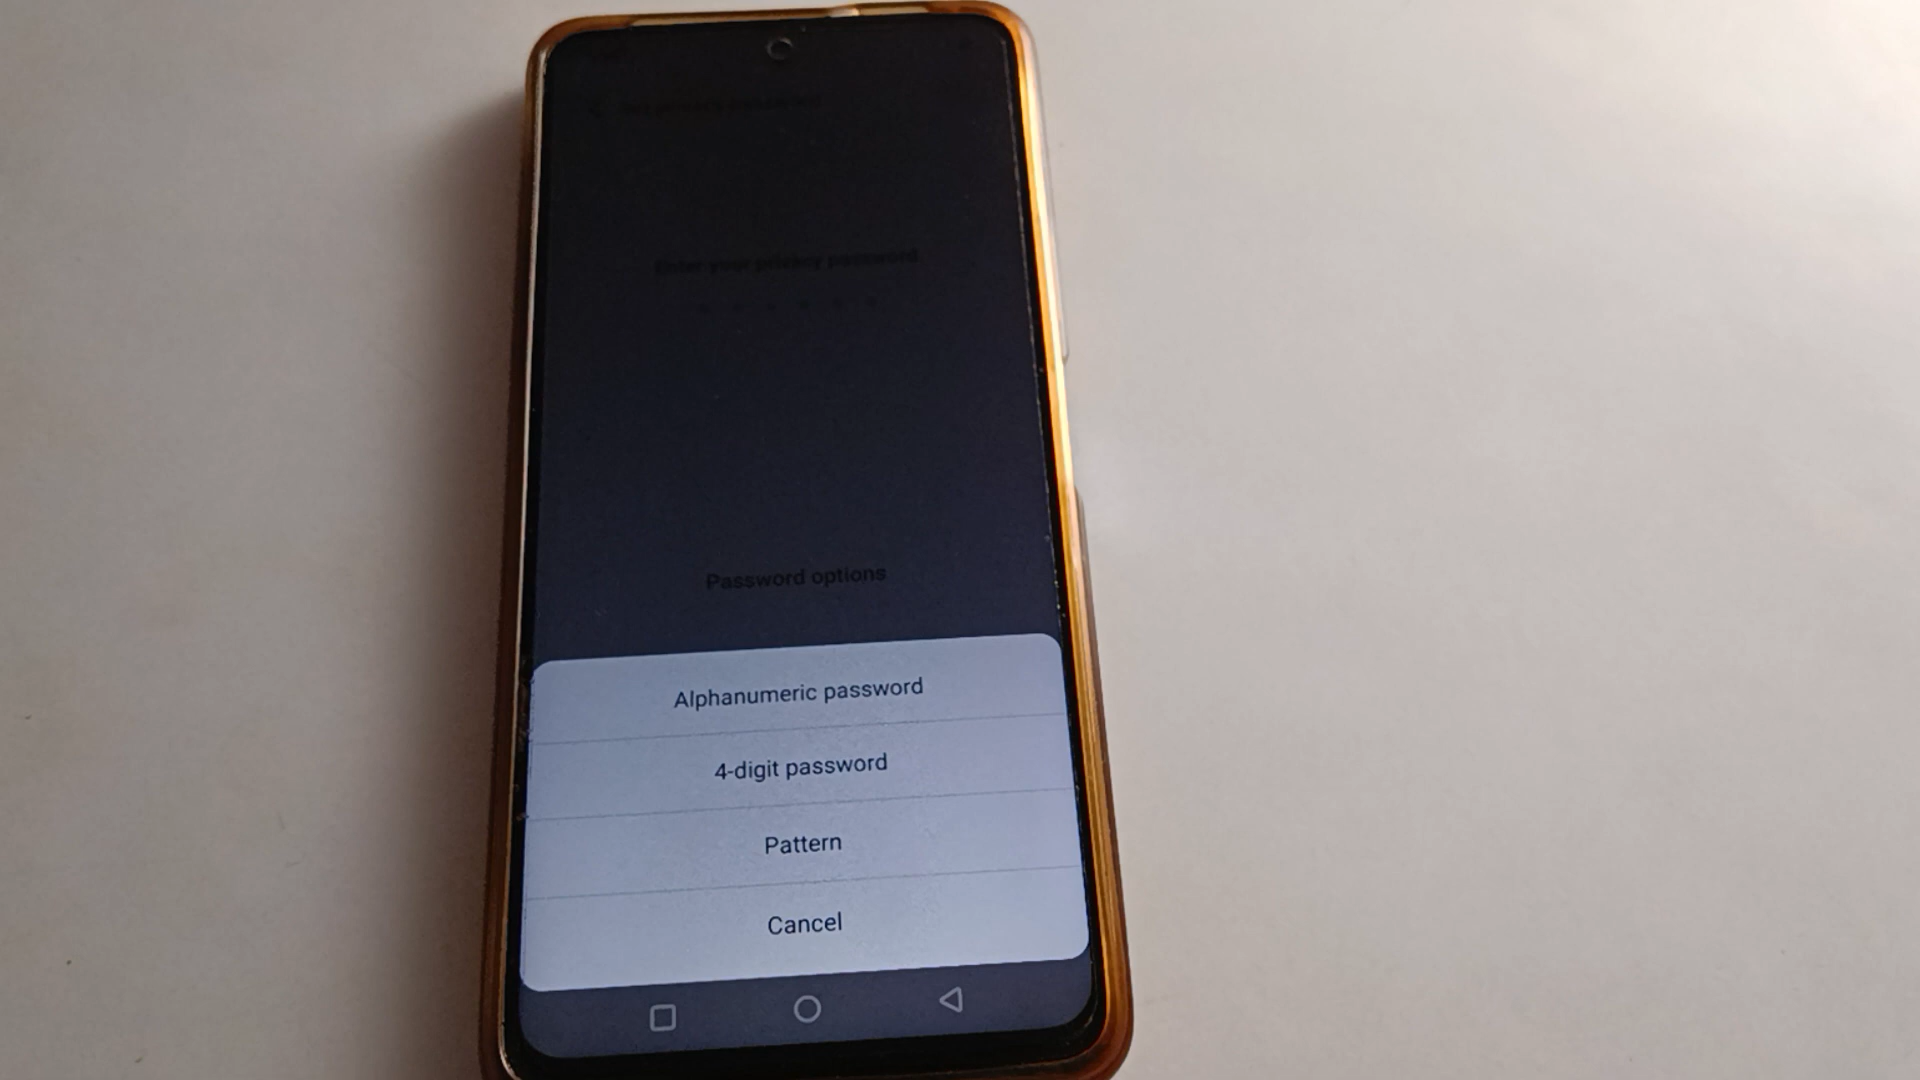 Enter your privacy password
Password options
Alphanumeric password
4-digit password
Pattern
Cancel